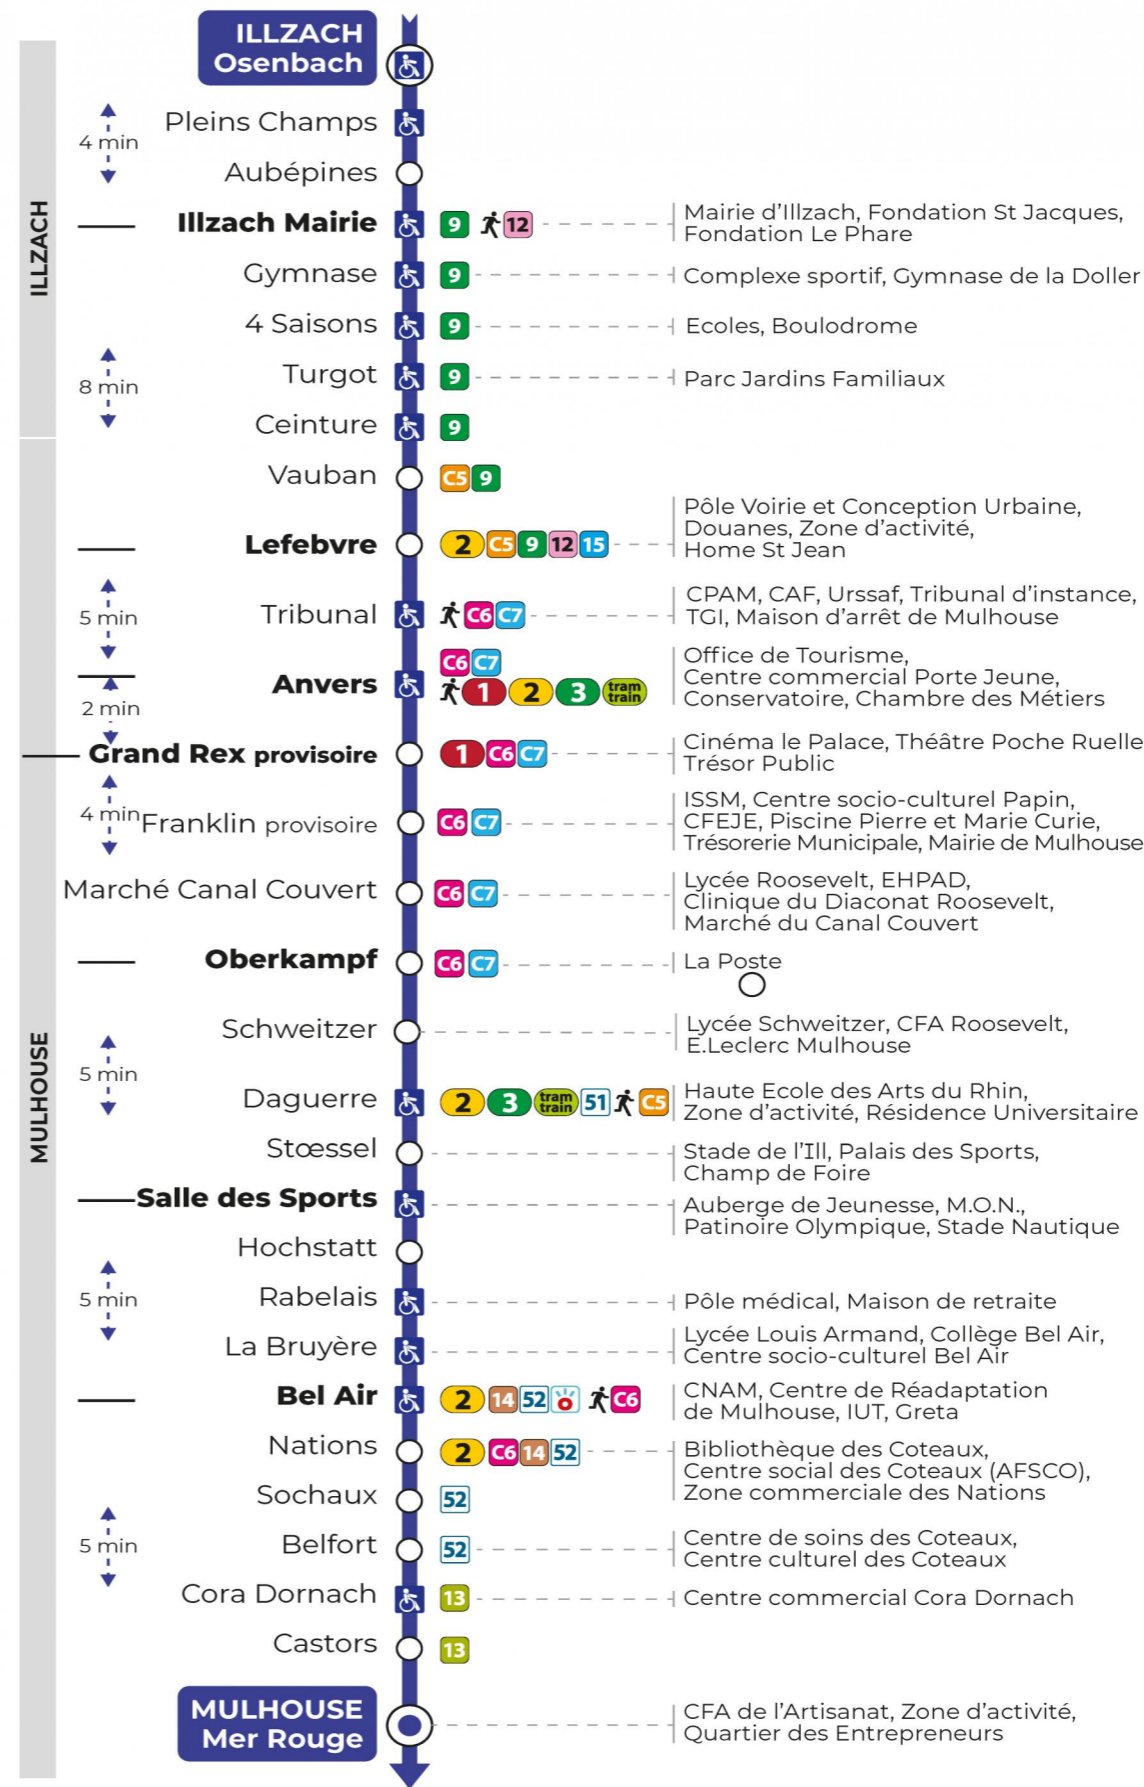 ILLZACH
Osenbach
Pleins Champs
4 min
Aubépines
ILLZACH
Illzach Mairie 9 12
Mairie d'Illzach, Fondation St Jacques,
Fondation Le Phare
Gymnase 9 Complexe sportif, Gymnase de la Doller
4 Saisons 9 Ecoles, Boulodrome
Turgot 9 Parc Jardins Familiaux
8 min
Ceinture 9
Vauban C5 9
Lefebvre 2 C5 9 12 15
Pôle Voirie et Conception Urbaine,
Douanes, Zone d'activité,
Home St Jean
5 min
Tribunal C6 C7
CPAM, CAF, Urssaf, Tribunal d'instance,
TGI, Maison d'arrêt de Mulhouse
Anvers C6 C7
1 2 3 tram
train
Office de Tourisme,
Centre commercial Porte Jeune,
Conservatoire, Chambre des Métiers
2 min
Grand Rex provisoire 1 C6 C7
Cinéma le Palace, Théâtre Poche Ruelle
Trésor Public
4 min
Franklin provisoire C6 C7
ISSM, Centre socio-culturel Papin,
CFEJE, Piscine Pierre et Marie Curie,
Trésorerie Municipale, Mairie de Mulhouse
Marché Canal Couvert C6 C7
Lycée Roosevelt, EHPAD,
Clinique du Diaconat Roosevelt,
Marché du Canal Couvert
Oberkampf C6 C7 La Poste
MULHOUSE
Schweitzer
Lycée Schweitzer, CFA Roosevelt,
E.Leclerc Mulhouse
5 min
Daguerre 2 3 tram
train 51 C5
Haute Ecole des Arts du Rhin,
Zone d'activité, Résidence Universitaire
Stœssel
Stade de l'Ill, Palais des Sports,
Champ de Foire
Salle des Sports
Auberge de Jeunesse, M.O.N.,
Patinoire Olympique, Stade Nautique
Hochstatt
5 min
Rabelais Pôle médical, Maison de retraite
La Bruyère
Lycée Louis Armand, Collège Bel Air,
Centre socio-culturel Bel Air
Bel Air 2 14 52 C6
CNAM, Centre de Réadaptation
de Mulhouse, IUT, Greta
Nations 2 C6 14 52
Bibliothèque des Coteaux,
Centre social des Coteaux (AFSCO),
Zone commerciale des Nations
Sochaux 52
5 min
Belfort 52
Centre de soins des Coteaux,
Centre culturel des Coteaux
Cora Dornach 13 Centre commercial Cora Dornach
Castors 13
MULHOUSE
Mer Rouge
CFA de l'Artisanat, Zone d'activité,
Quartier des Entrepreneurs